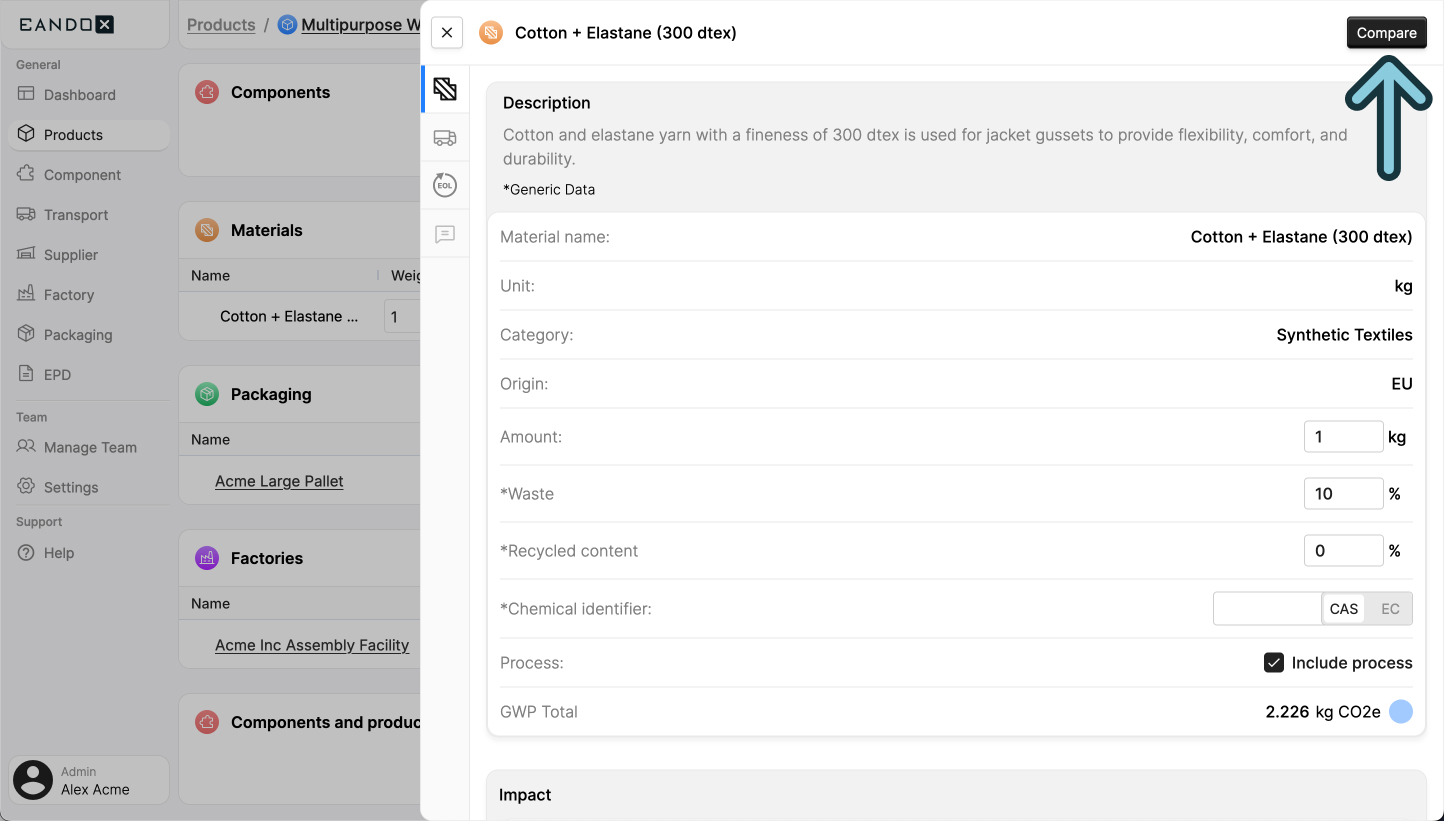 EANDOX
General
Dashboard
Products
Component
Transport
Supplier
Factory
Packaging
EPD
Team
Manage Team
Settings
Support
Help
Admin
Alex Acme
Products / Multipurpose W
Components
Materials
Name Weig
Cotton + Elastane ... 1
Packaging
Name
Acme Large Pallet
Factories
Name
Acme Inc Assembly Facility
Components and produc
Cotton + Elastane (300 dtex)
Compare
EOL
Description
Cotton and elastane yarn with a fineness of 300 dtex is used for jacket gussets to provide flexibility, comfort, and
durability.
*Generic Data
Material name: Cotton + Elastane (300 dtex)
Unit: kg
Category: Synthetic Textiles
Origin: EU
Amount: 1 kg
*Waste 10 %
*Recycled content 0 %
*Chemical identifier: CAS EC
Process: Include process
GWP Total 2.226 kg CO2e
Impact